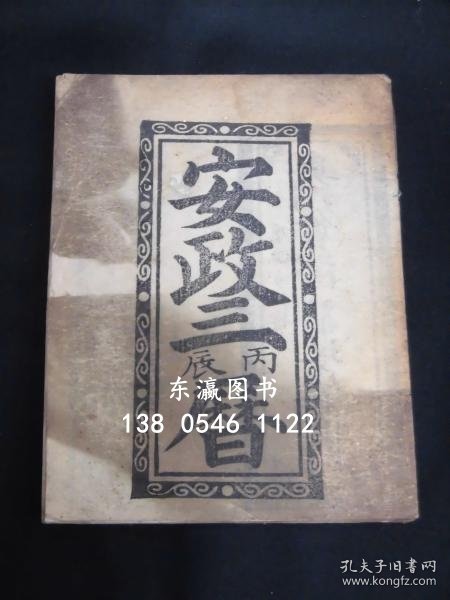 安政三
丙辰
暦
东瀛图书
138 0546 1122
孔夫子旧书网
www.kongfz.com